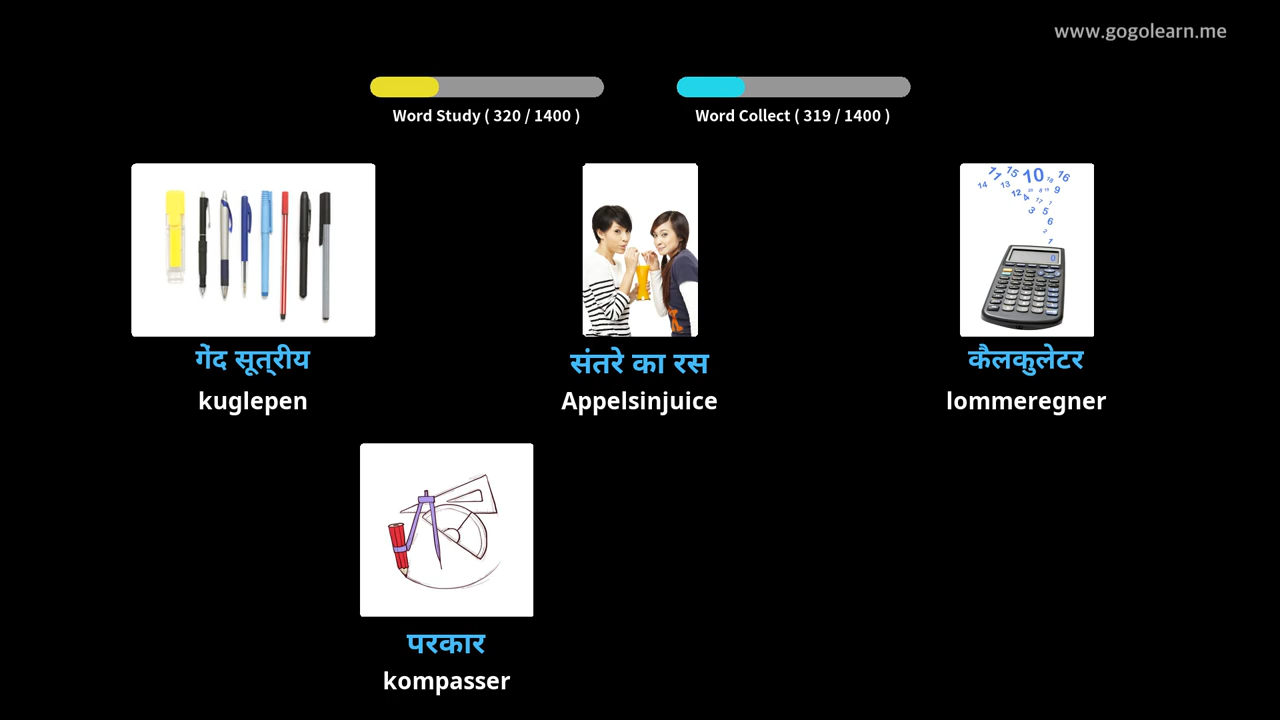 www.gogolearn.me
Word Study ( 320 / 1400 )
Word Collect ( 319 / 1400 )
गेंद सूत्रीय
संतरे का रस
कैलकुलेटर
kuglepen
Appelsinjuice
lommeregner
परकार
kompasser